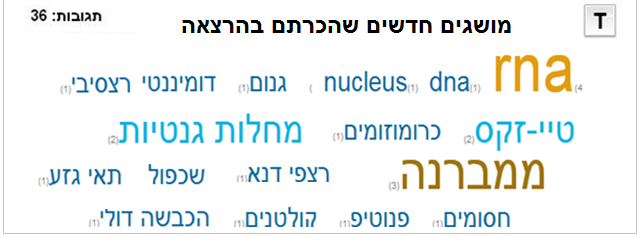 תגובות: 36
T
מושגים חדשים שהכרתם בהרצאה
rna (4) dna (1) nucleus (1) גנום (1) דומיננטי רצסיבי (1)
טיי-זקס (2) כרומוזומים (1) מחלות גנטיות (2)
ממברנה (3) רצפי דנא (1) שכפול תאי גזע (1)
חסומים (1) פנוטיפ (1) קולטנים (1) הכבשה דולי (1)